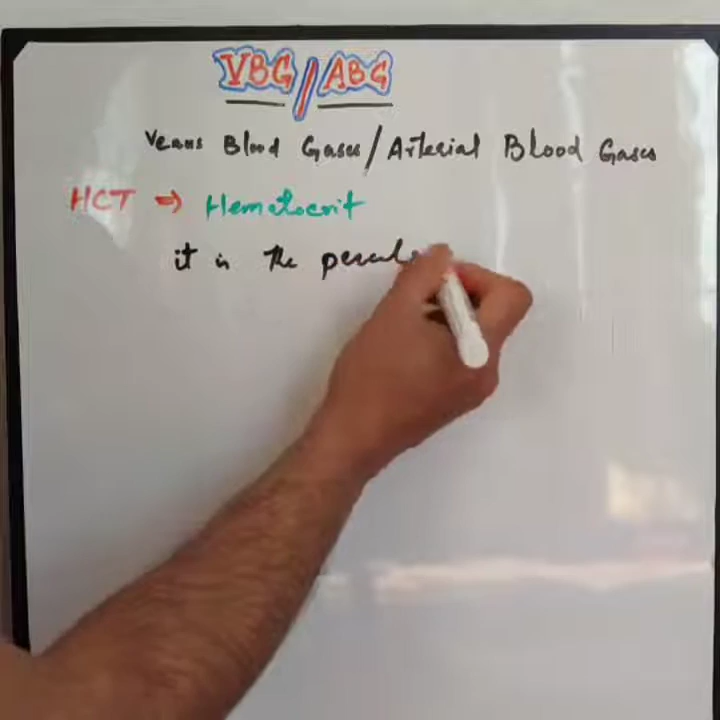 VBG/ABG
Venous Blood Gases/Arterial Blood Gases
HCT ⇒ Hematocrit
it is the